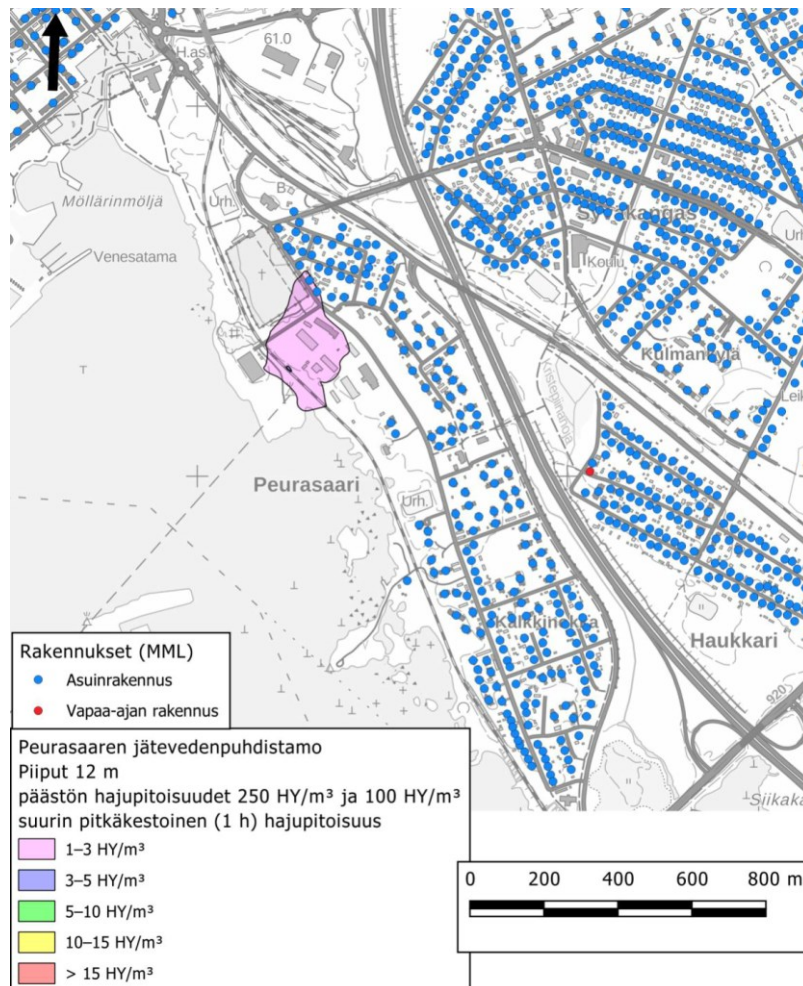 H.as.
61.0
Möllärinmöljä
Urh.
B.
Venesatama
Syväkangas
Urh
Koulu
Kulmankylä
Leik
Peurasaari
Urh.
Haukkari
920
Siikaka
Rakennukset (MML)
Asuinrakennus
Vapaa-ajan rakennus
Peurasaaren jätevedenpuhdistamo
Piiput 12 m
päästön hajupitoisuudet 250 HY/m³ ja 100 HY/m³
suurin pitkäkestoinen (1 h) hajupitoisuus
1–3 HY/m³
3–5 HY/m³
5–10 HY/m³
10–15 HY/m³
> 15 HY/m³
0 200 400 600 800 m